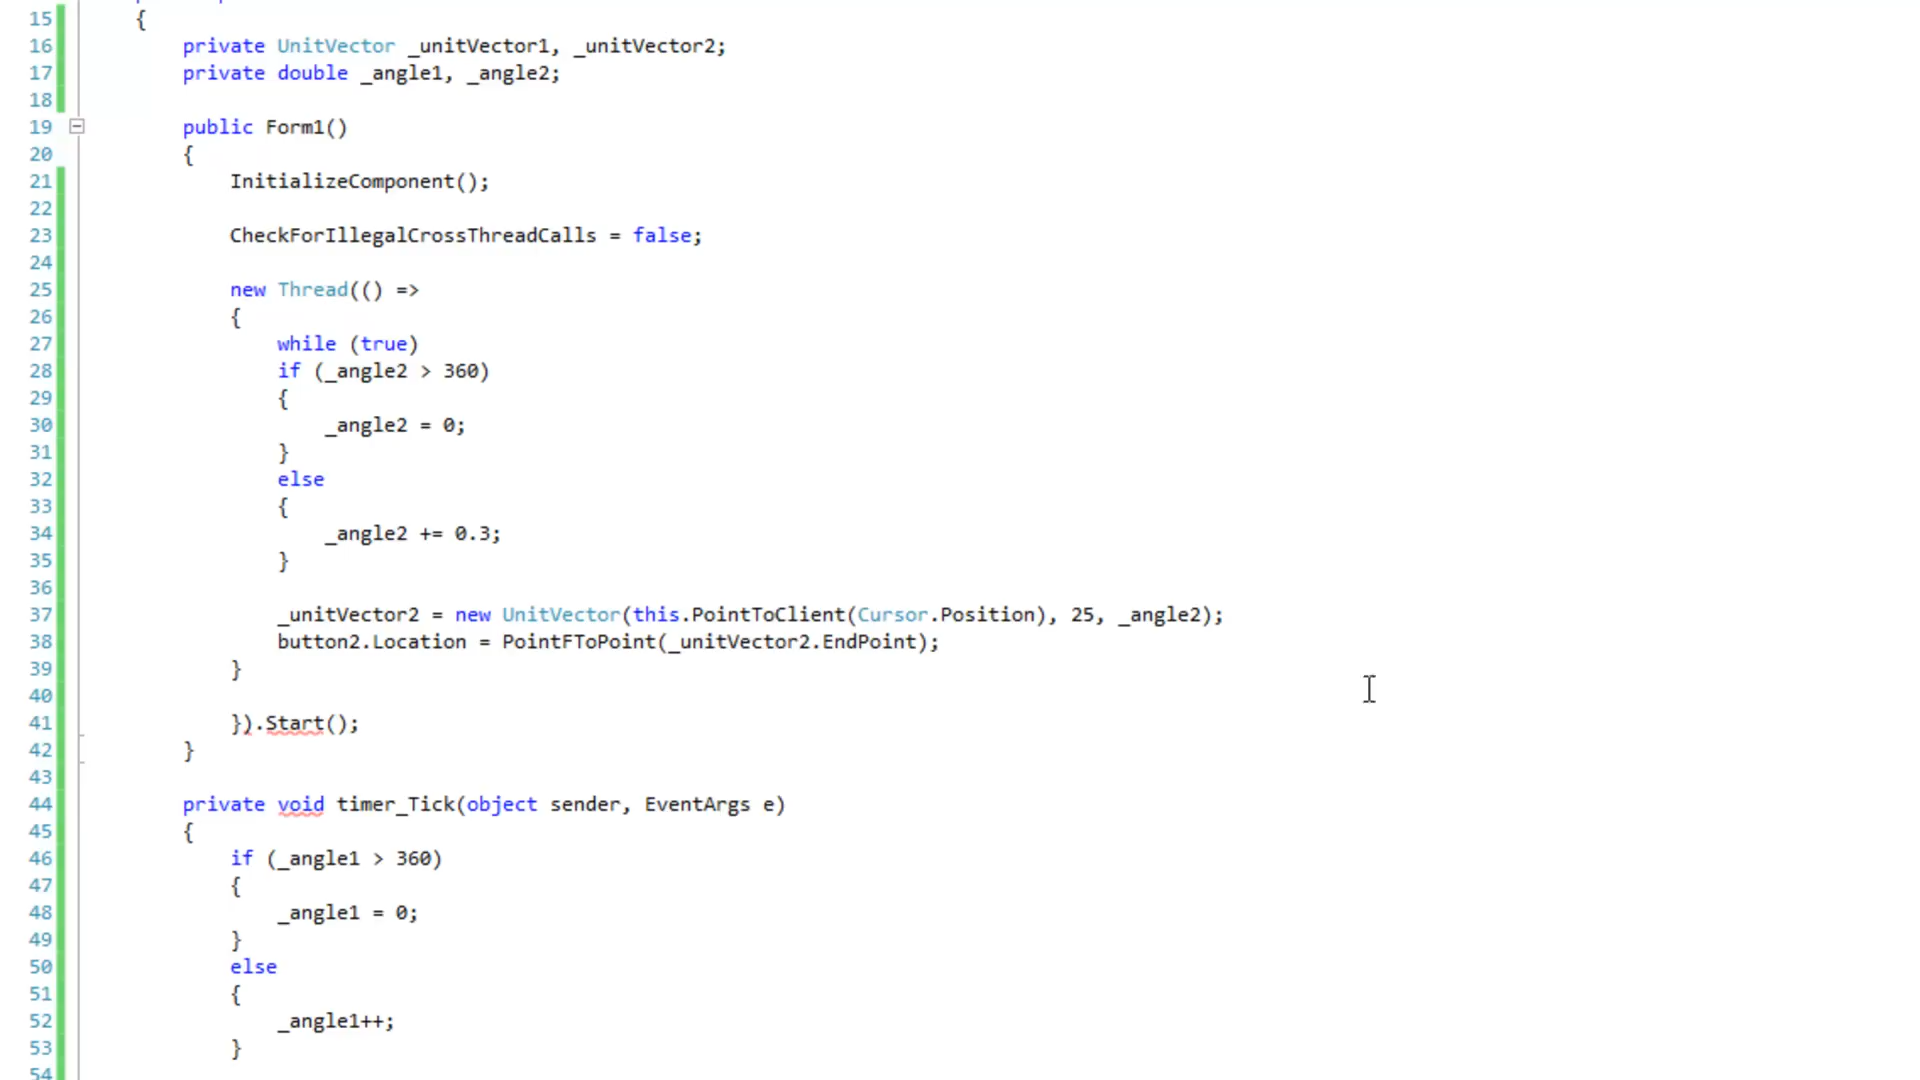 15 {
16 private UnitVector _unitVector1, _unitVector2;
17 private double _angle1, _angle2;
18
19 public Form1()
20 {
21 InitializeComponent();
22
23 CheckForIllegalCrossThreadCalls = false;
24
25 new Thread(() =>
26 {
27 while (true)
28 if (_angle2 > 360)
29 {
30 _angle2 = 0;
31 }
32 else
33 {
34 _angle2 += 0.3;
35 }
36
37 _unitVector2 = new UnitVector(this.PointToClient(Cursor.Position), 25, _angle2);
38 button2.Location = PointFToPoint(_unitVector2.EndPoint);
39 }
40
41 }).Start();
42 }
43
44 private void timer_Tick(object sender, EventArgs e)
45 {
46 if (_angle1 > 360)
47 {
48 _angle1 = 0;
49 }
50 else
51 {
52 _angle1++;
53 }
54